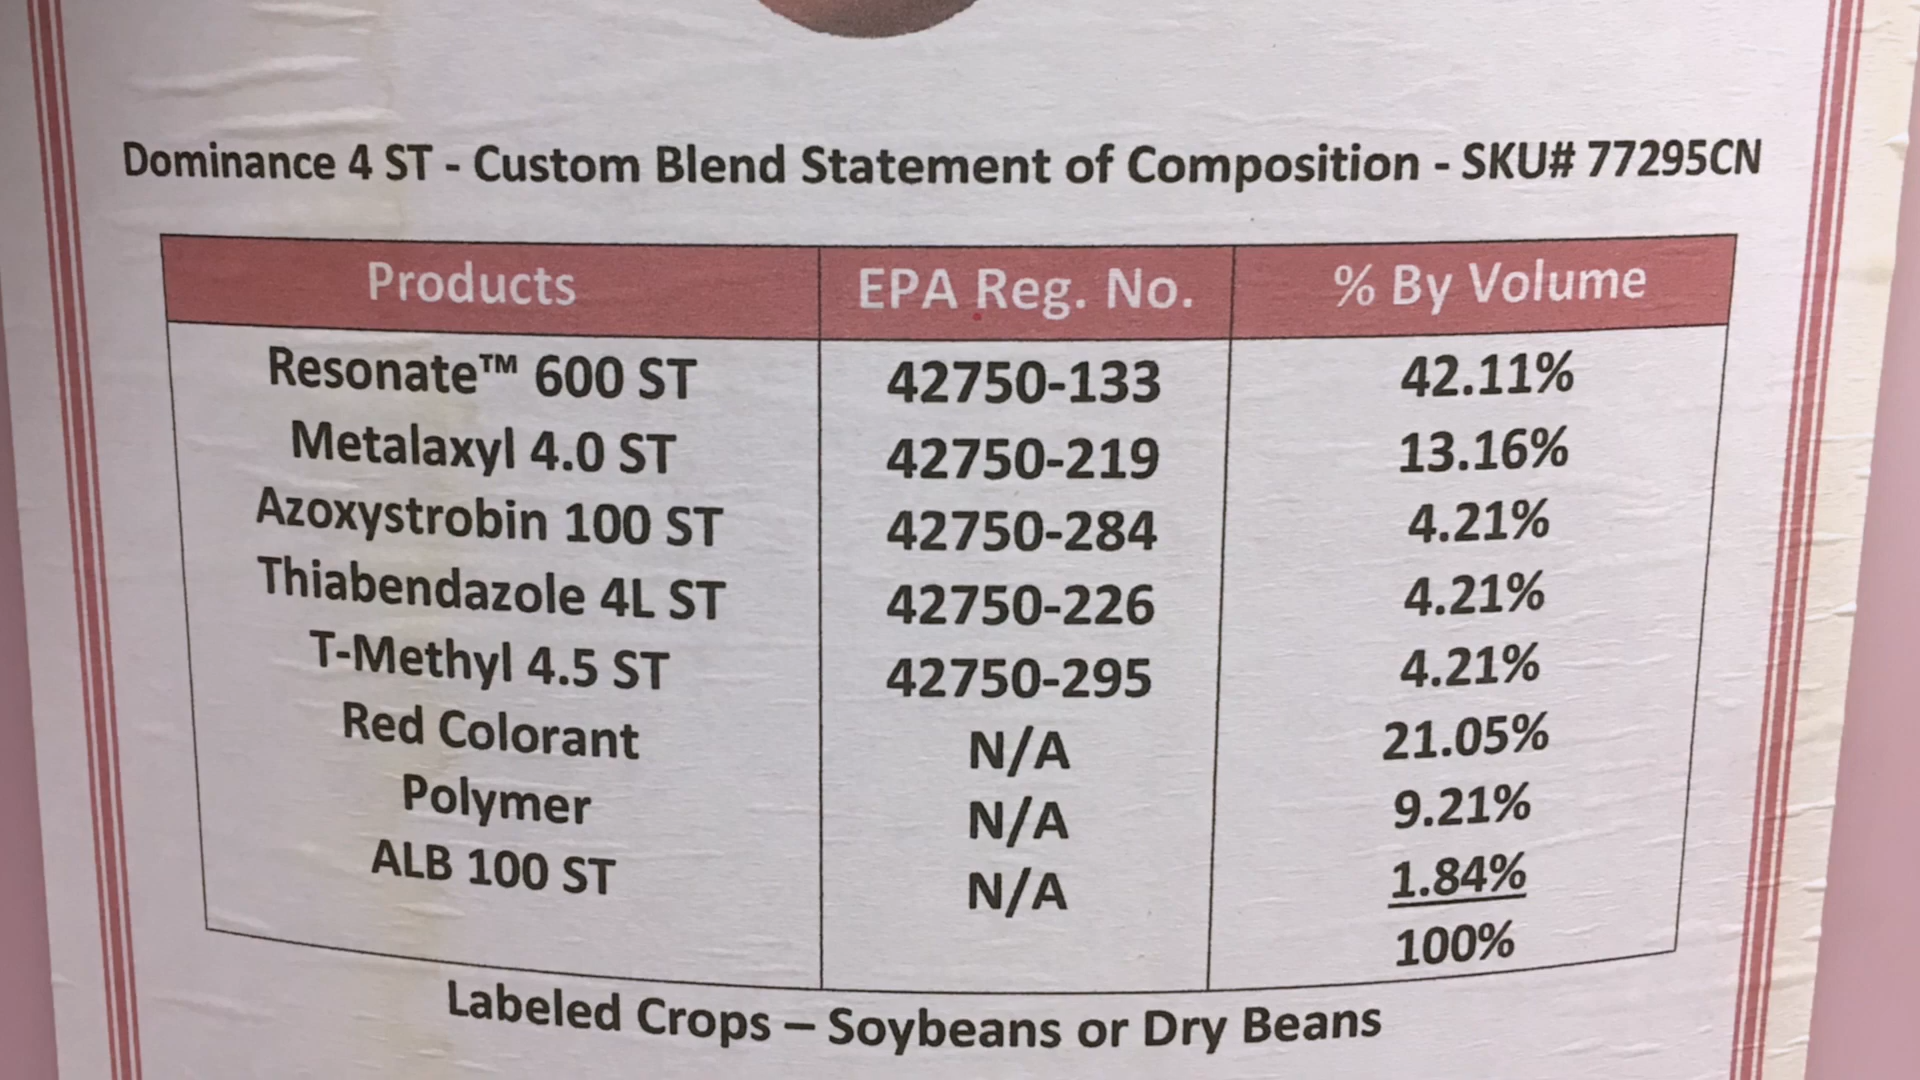 Dominance 4 ST - Custom Blend Statement of Composition - SKU# 77295CN
Products EPA Reg. No. % By Volume
Resonate™ 600 ST 42750-133 42.11%
Metalaxyl 4.0 ST 42750-219 13.16%
Azoxystrobin 100 ST 42750-284 4.21%
Thiabendazole 4L ST 42750-226 4.21%
T-Methyl 4.5 ST 42750-295 4.21%
Red Colorant N/A 21.05%
Polymer N/A 9.21%
ALB 100 ST N/A 1.84%
100%
Labeled Crops – Soybeans or Dry Beans